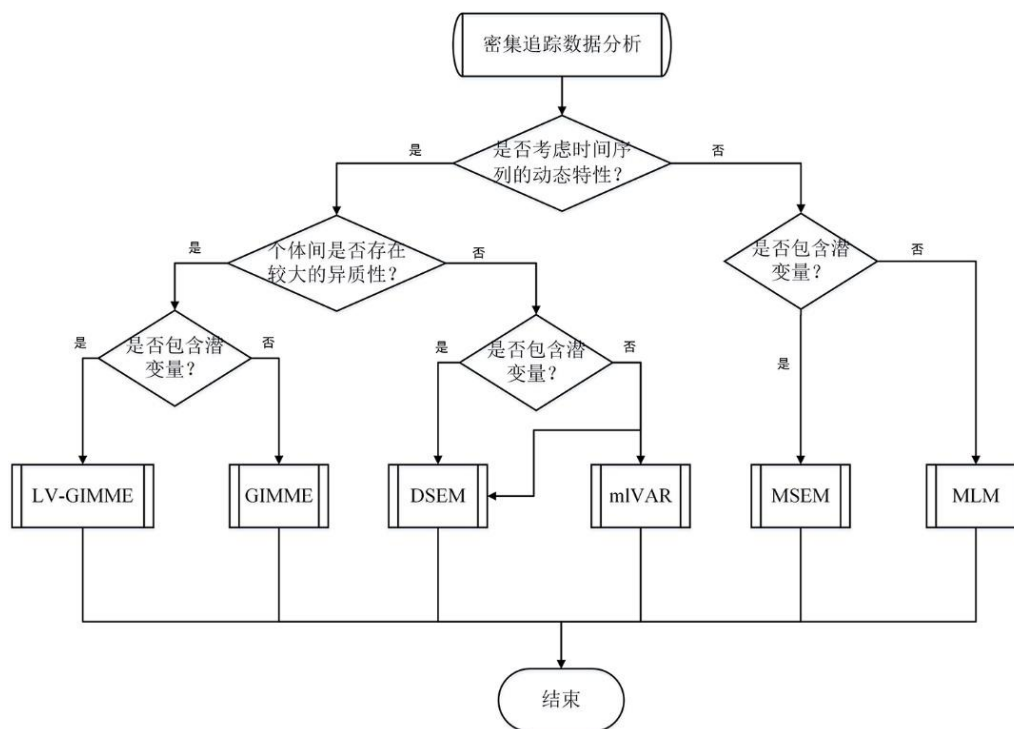 密集追踪数据分析
是否考虑时间序
列的动态特性？
是
否
个体间是否存在
较大的异质性？
是
否
是否包含潜
变量？
是否包含潜
变量？
是
否
是否包含潜
变量？
是
否
是
否
LV-GIMME
GIMME
DSEM
mlVAR
MSEM
MLM
结束